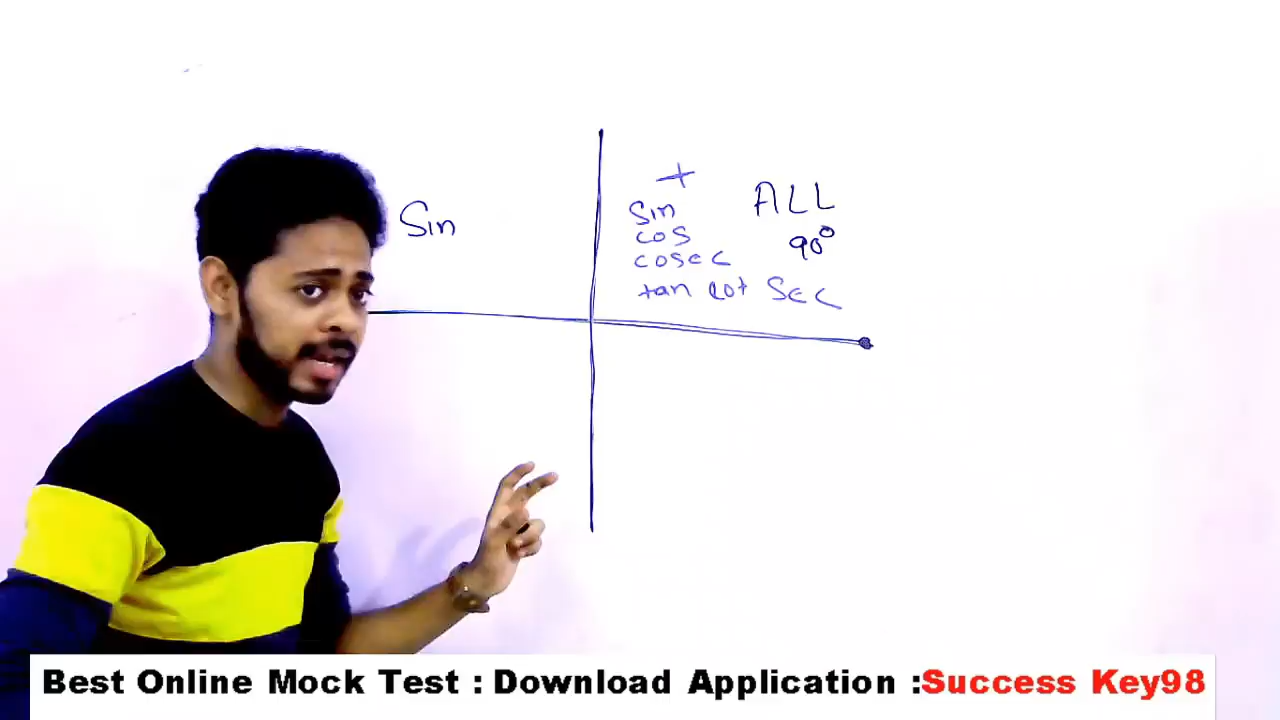 +
ALL
Sin
sin
cos
90°
cosec
tan cot SEC
Best Online Mock Test : Download Application :Success Key98